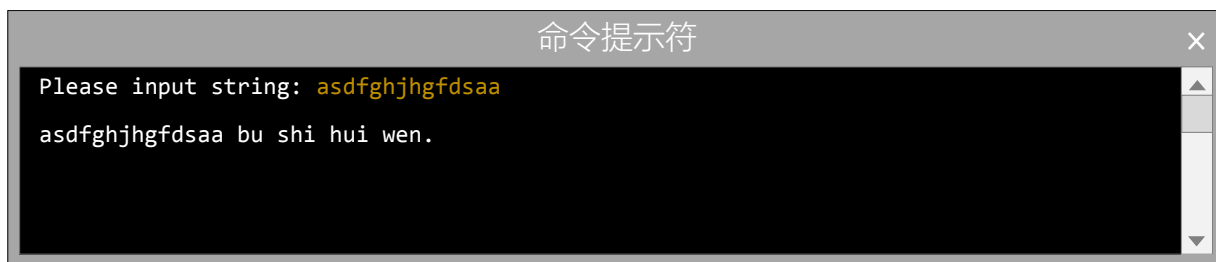 命令提示符
Please input string: asdfghjhgfdsaa
asdfghjhgfdsaa bu shi hui wen.